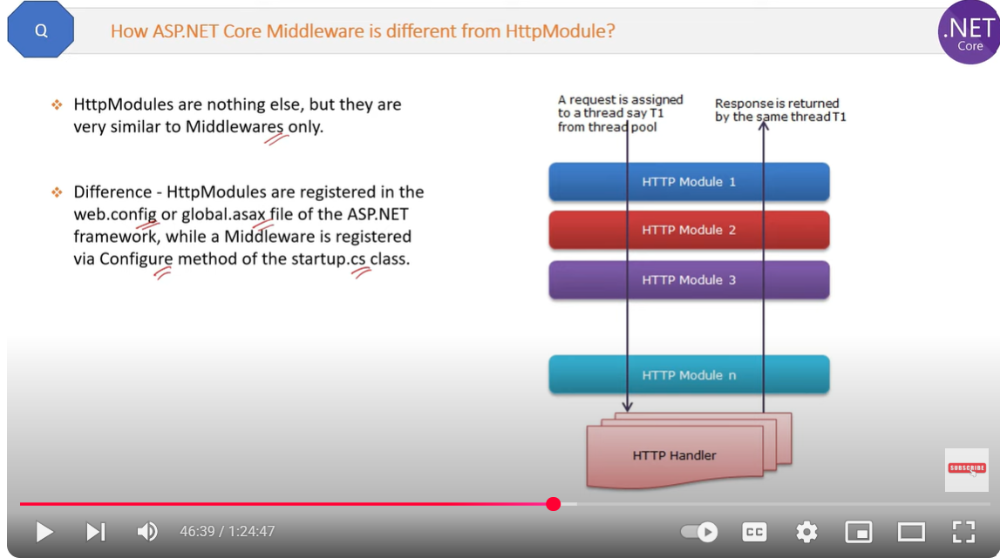 Q
How ASP.NET Core Middleware is different from HttpModule?
.NET
Core
❖ HttpModules are nothing else, but they are
very similar to Middlewares only.
❖ Difference - HttpModules are registered in the
web.config or global.asax file of the ASP.NET
framework, while a Middleware is registered
via Configure method of the startup.cs class.
A request is assigned
to a thread say T1
from thread pool
Response is returned
by the same thread T1
HTTP Module 1
HTTP Module 2
HTTP Module 3
HTTP Module n
HTTP Handler
SUBSCRIBE
46:39 / 1:24:47
CC